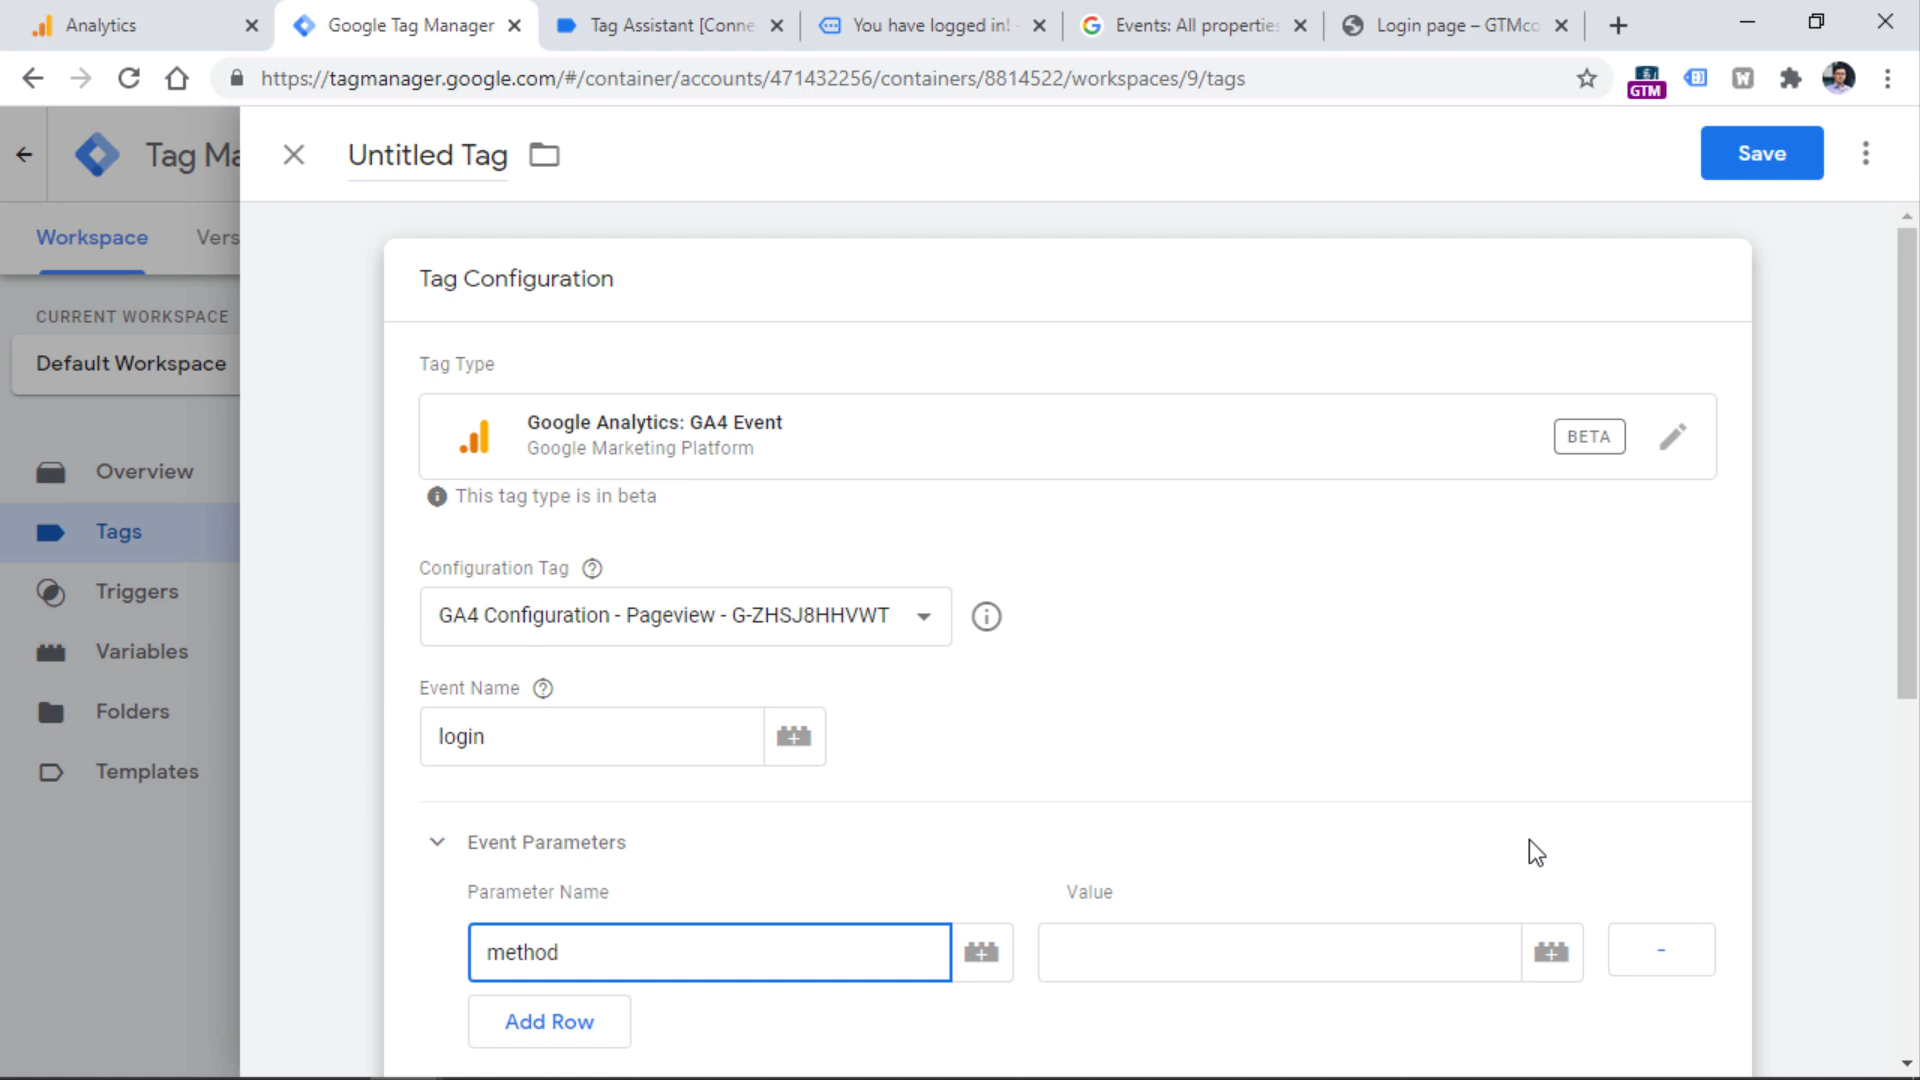 Analytics
Google Tag Manager
Tag Assistant [Conne
You have logged in! -
Events: All properties
Login page – GTMco
https://tagmanager.google.com/#/container/accounts/471432256/containers/8814522/workspaces/9/tags
GTM
W
Tag Ma
Untitled Tag
Save
Workspace
Vers
Tag Configuration
CURRENT WORKSPACE
Default Workspace
Tag Type
Google Analytics: GA4 Event
Google Marketing Platform
BETA
This tag type is in beta
Overview
Tags
Triggers
Variables
Folders
Templates
Configuration Tag
GA4 Configuration - Pageview - G-ZHSJ8HHVWT
Event Name
login
Event Parameters
Parameter Name
Value
method
-
Add Row